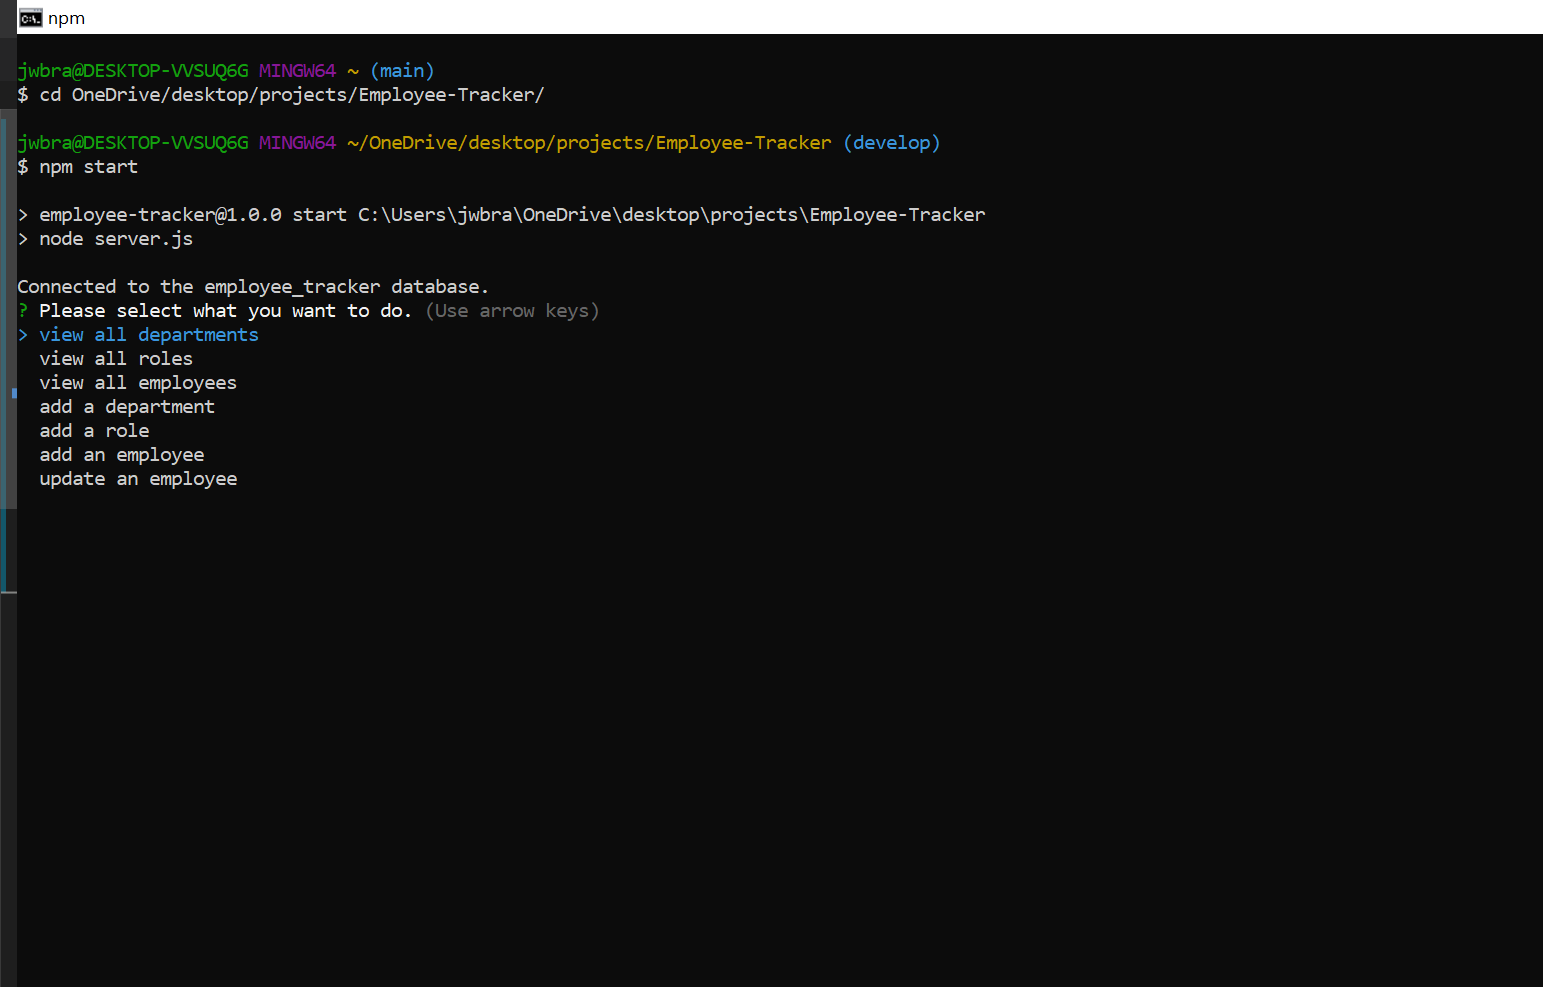 npm
jwbra@DESKTOP-VVSUQ6G MINGW64 ~ (main)
$ cd OneDrive/desktop/projects/Employee-Tracker/
jwbra@DESKTOP-VVSUQ6G MINGW64 ~/OneDrive/desktop/projects/Employee-Tracker (develop)
$ npm start
> employee-tracker@1.0.0 start C:\Users\jwbra\OneDrive\desktop\projects\Employee-Tracker
> node server.js
Connected to the employee_tracker database.
? Please select what you want to do. (Use arrow keys)
> view all departments
view all roles
view all employees
add a department
add a role
add an employee
update an employee